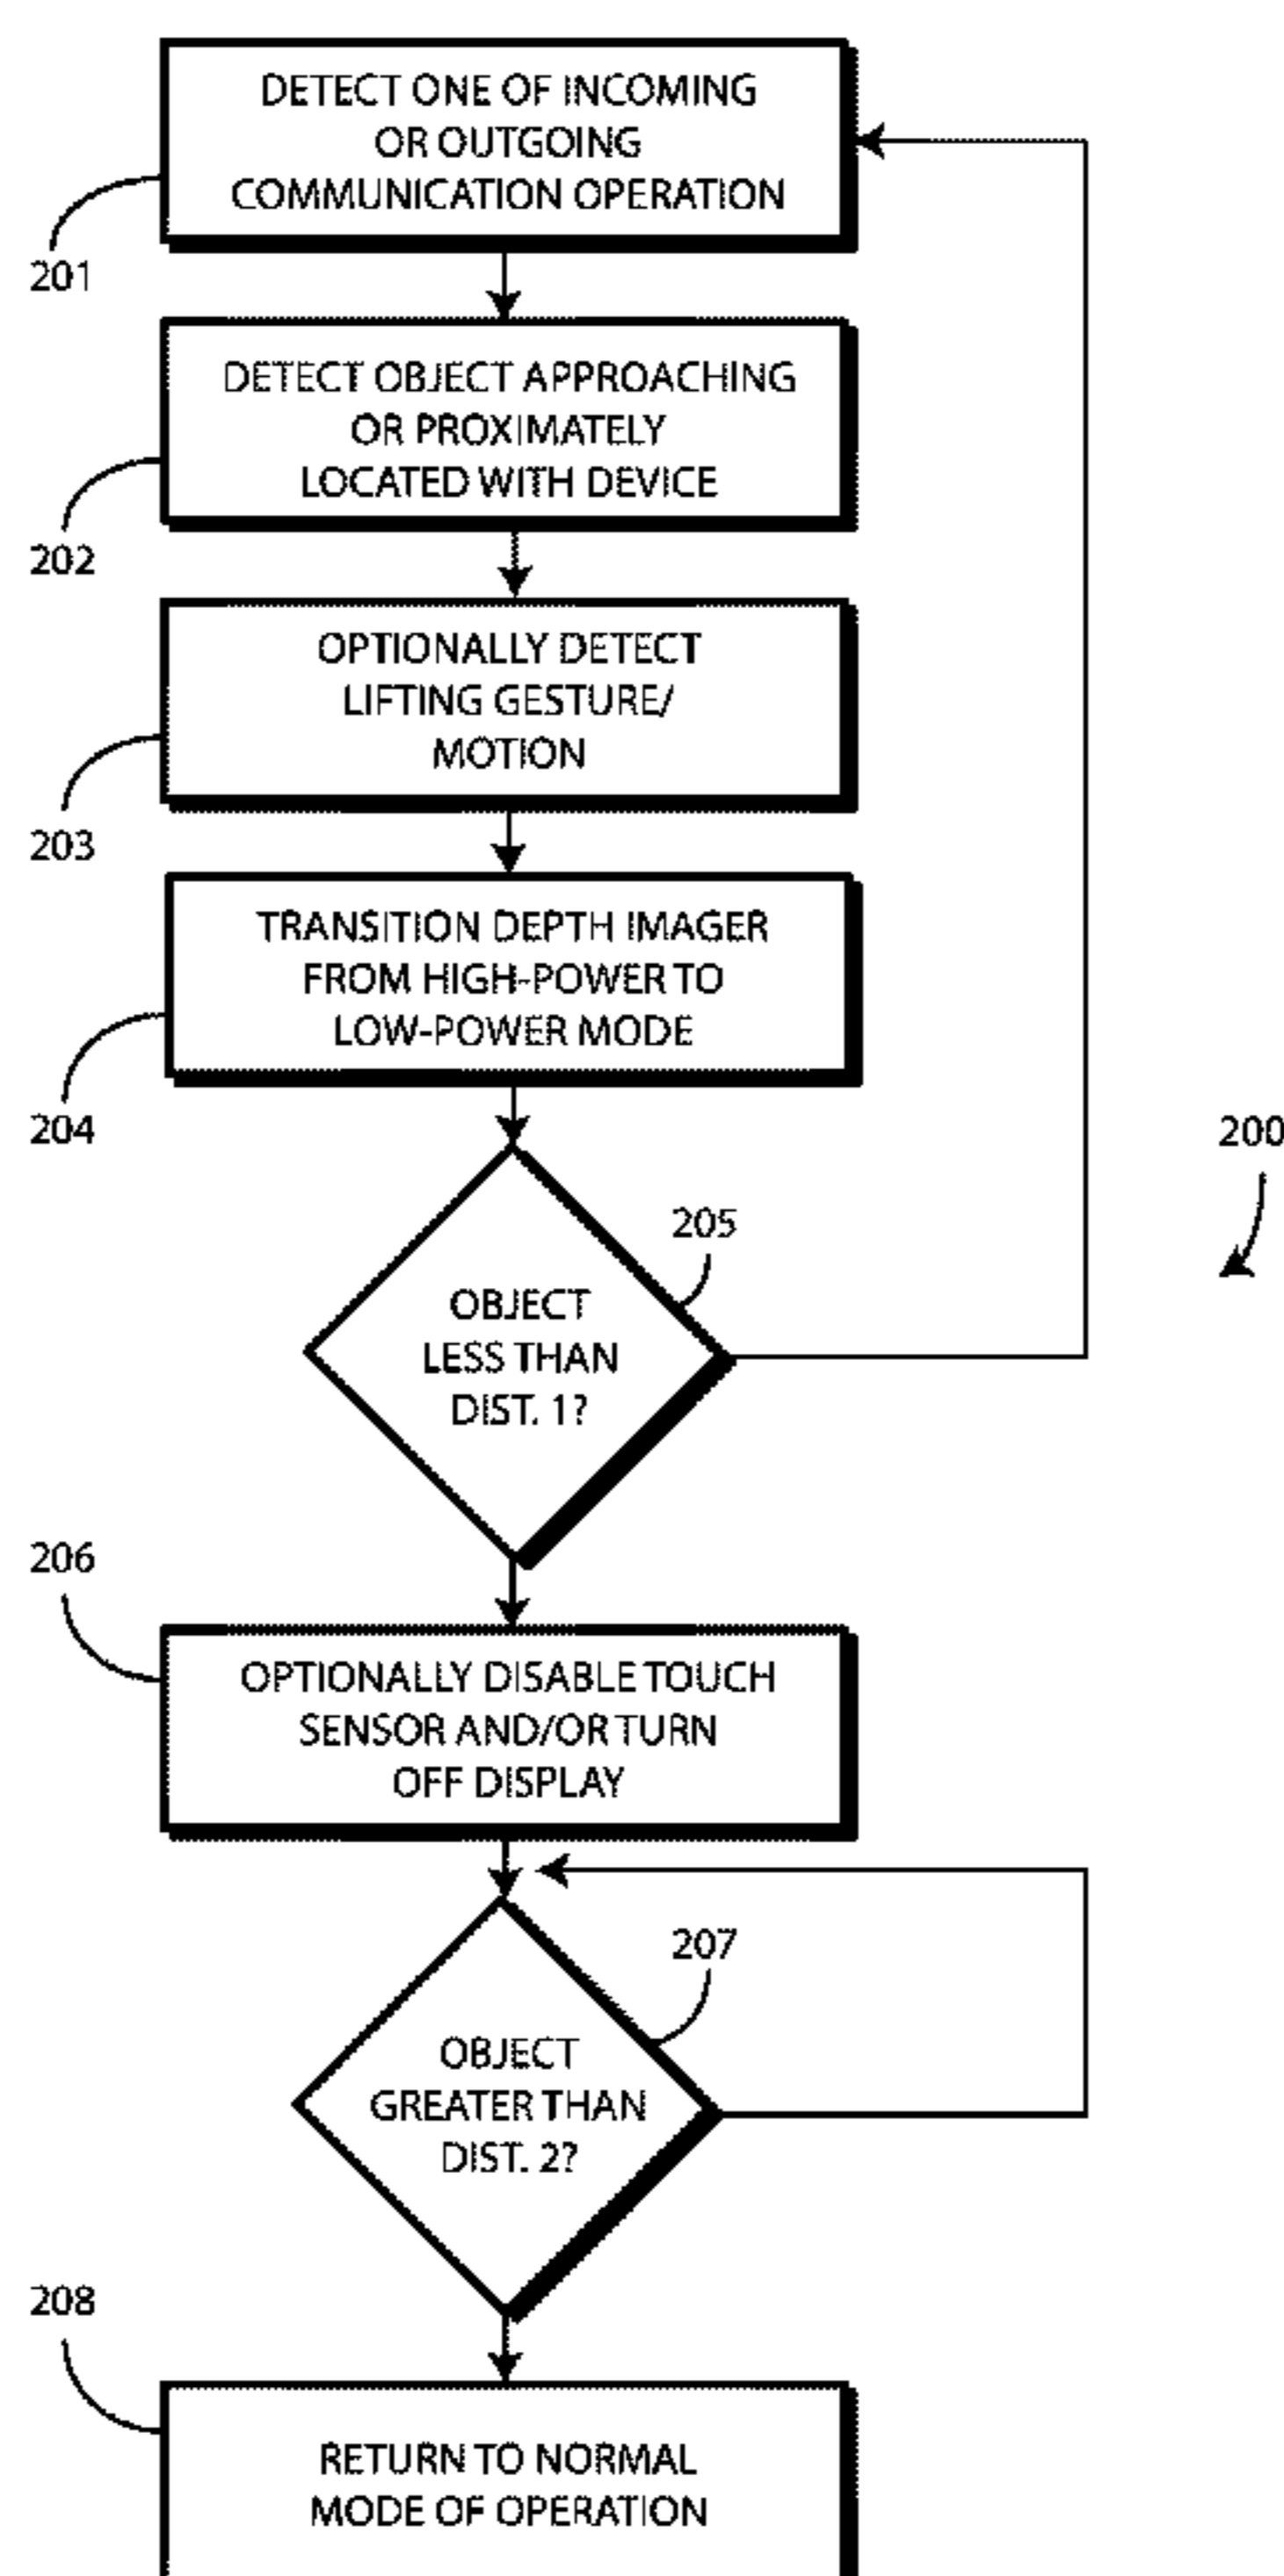 DETECT ONE OF INCOMING
OR OUTGOING
COMMUNICATION OPERATION
201
DETECT OBJECT APPROACHING
OR PROXIMATELY
LOCATED WITH DEVICE
202
OPTIONALLY DETECT
LIFTING GESTURE/
MOTION
203
TRANSITION DEPTH IMAGER
FROM HIGH-POWER TO
LOW-POWER MODE
204
200
205
OBJECT
LESS THAN
DIST. 1?
206
OPTIONALLY DISABLE TOUCH
SENSOR AND/OR TURN
OFF DISPLAY
207
OBJECT
GREATER THAN
DIST. 2?
208
RETURN TO NORMAL
MODE OF OPERATION